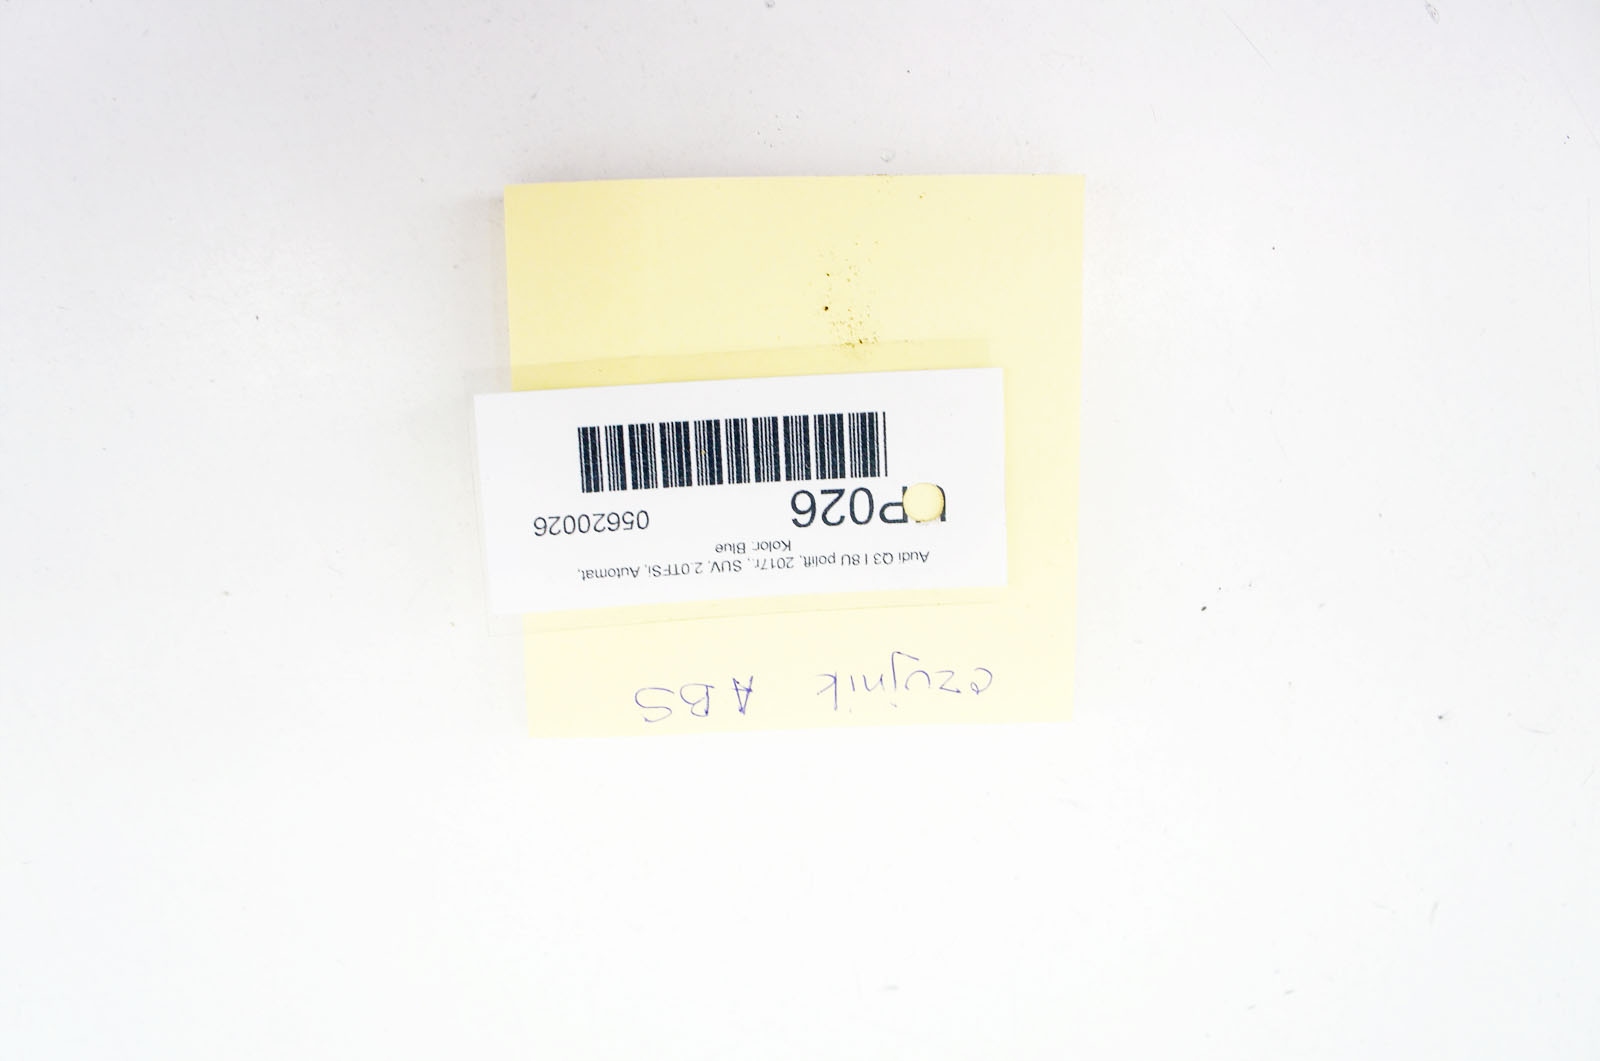 czujnik ABS
Audi Q3 I 8U polift, 2017r., SUV, 2.0TFSi, Automat,
Kolor: Blue
P026 05620026